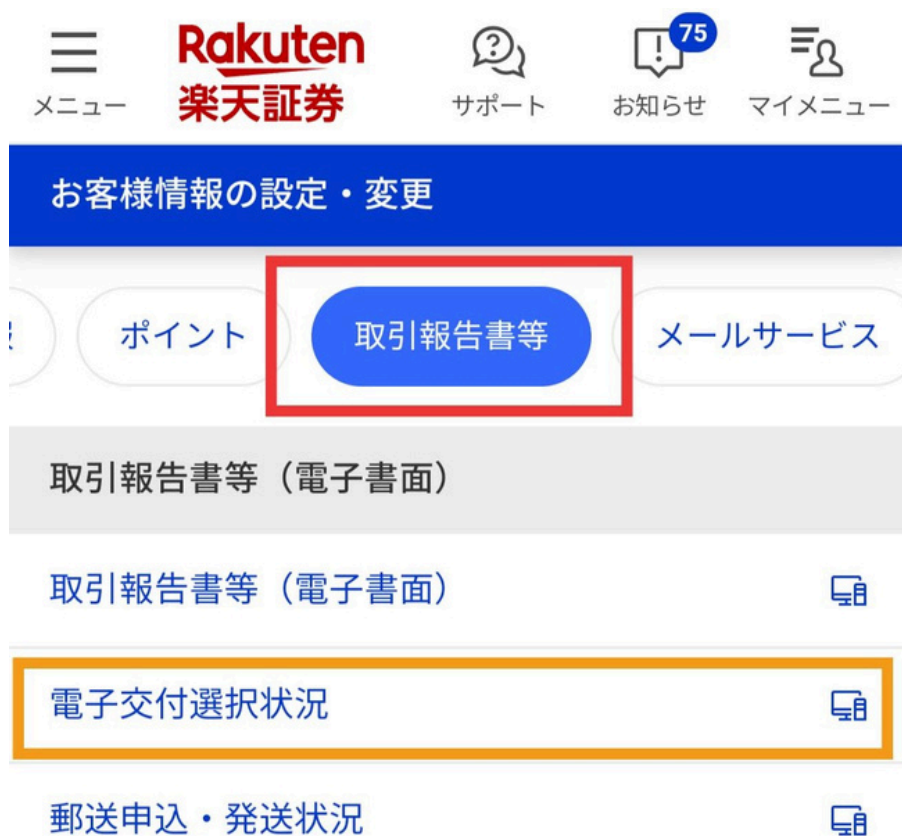 Rakuten
楽天証券
メニュー
サポート
75
お知らせ
マイメニュー
お客様情報の設定・変更
ポイント
取引報告書等
メールサービス
取引報告書等（電子書面）
取引報告書等（電子書面）
電子交付選択状況
郵送申込・発送状況